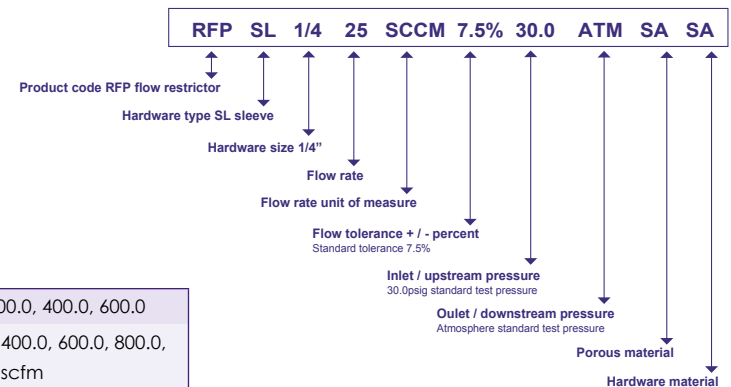 RFP SL 1/4 25 SCCM 7.5% 30.0 ATM SA SA
Product code RFP flow restrictor
Hardware type SL sleeve
Hardware size 1/4"
Flow rate
Flow rate unit of measure
Flow tolerance + / - percent
Standard tolerance 7.5%
Inlet / upstream pressure
30.0psig standard test pressure
Oulet / downstream pressure
Atmosphere standard test pressure
Porous material
Hardware material
00.0, 400.0, 600.0
400.0, 600.0, 800.0,
scfm